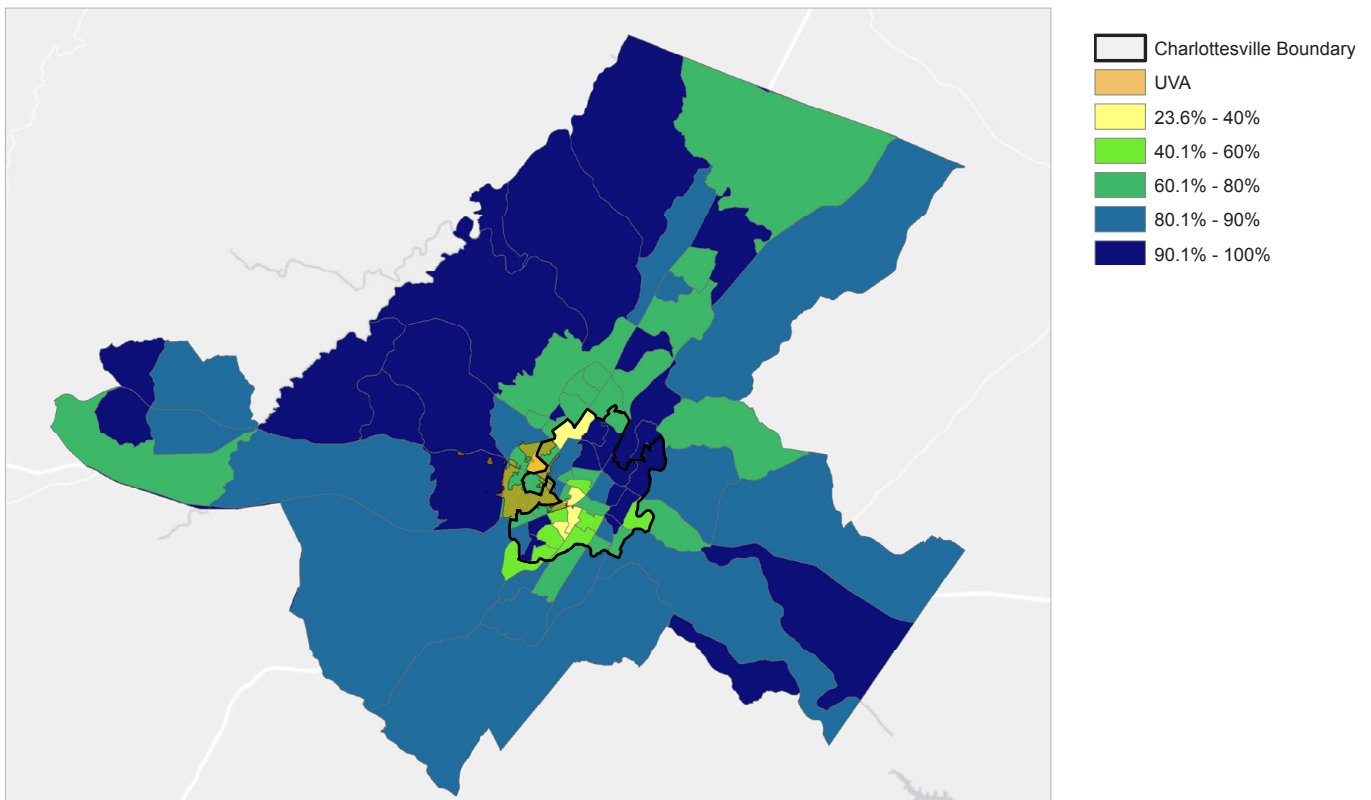 Charlottesville Boundary
UVA
23.6% - 40%
40.1% - 60%
60.1% - 80%
80.1% - 90%
90.1% - 100%